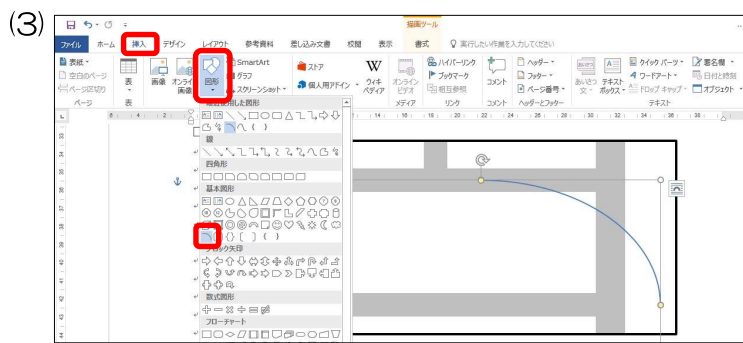 (3)
描画ツール
ファイル ホーム 挿入 デザイン レイアウト 参考資料 差し込み文書 校閲 表示 書式 実行したい作業を入力してください
表紙
空白のページ
ページ区切り
ページ
表
表
画像
オンライン
画像
図形
SmartArt
グラフ
スクリーンショット
ストア
個人用アドイン
ウィキ
ペディア
オンライン
ビデオ
メディア
ハイパーリンク
ブックマーク
相互参照
リンク
コメント
コメント
ヘッダー
フッター
ページ番号
ヘッダーとフッター
あいさつ
文
テキスト
ボックス
クイック パーツ
ワードアート
ドロップ キャップ
署名欄
日付と時刻
オブジェクト
テキスト
線
四角形
基本図形
ブロック矢印
数式図形
フローチャート